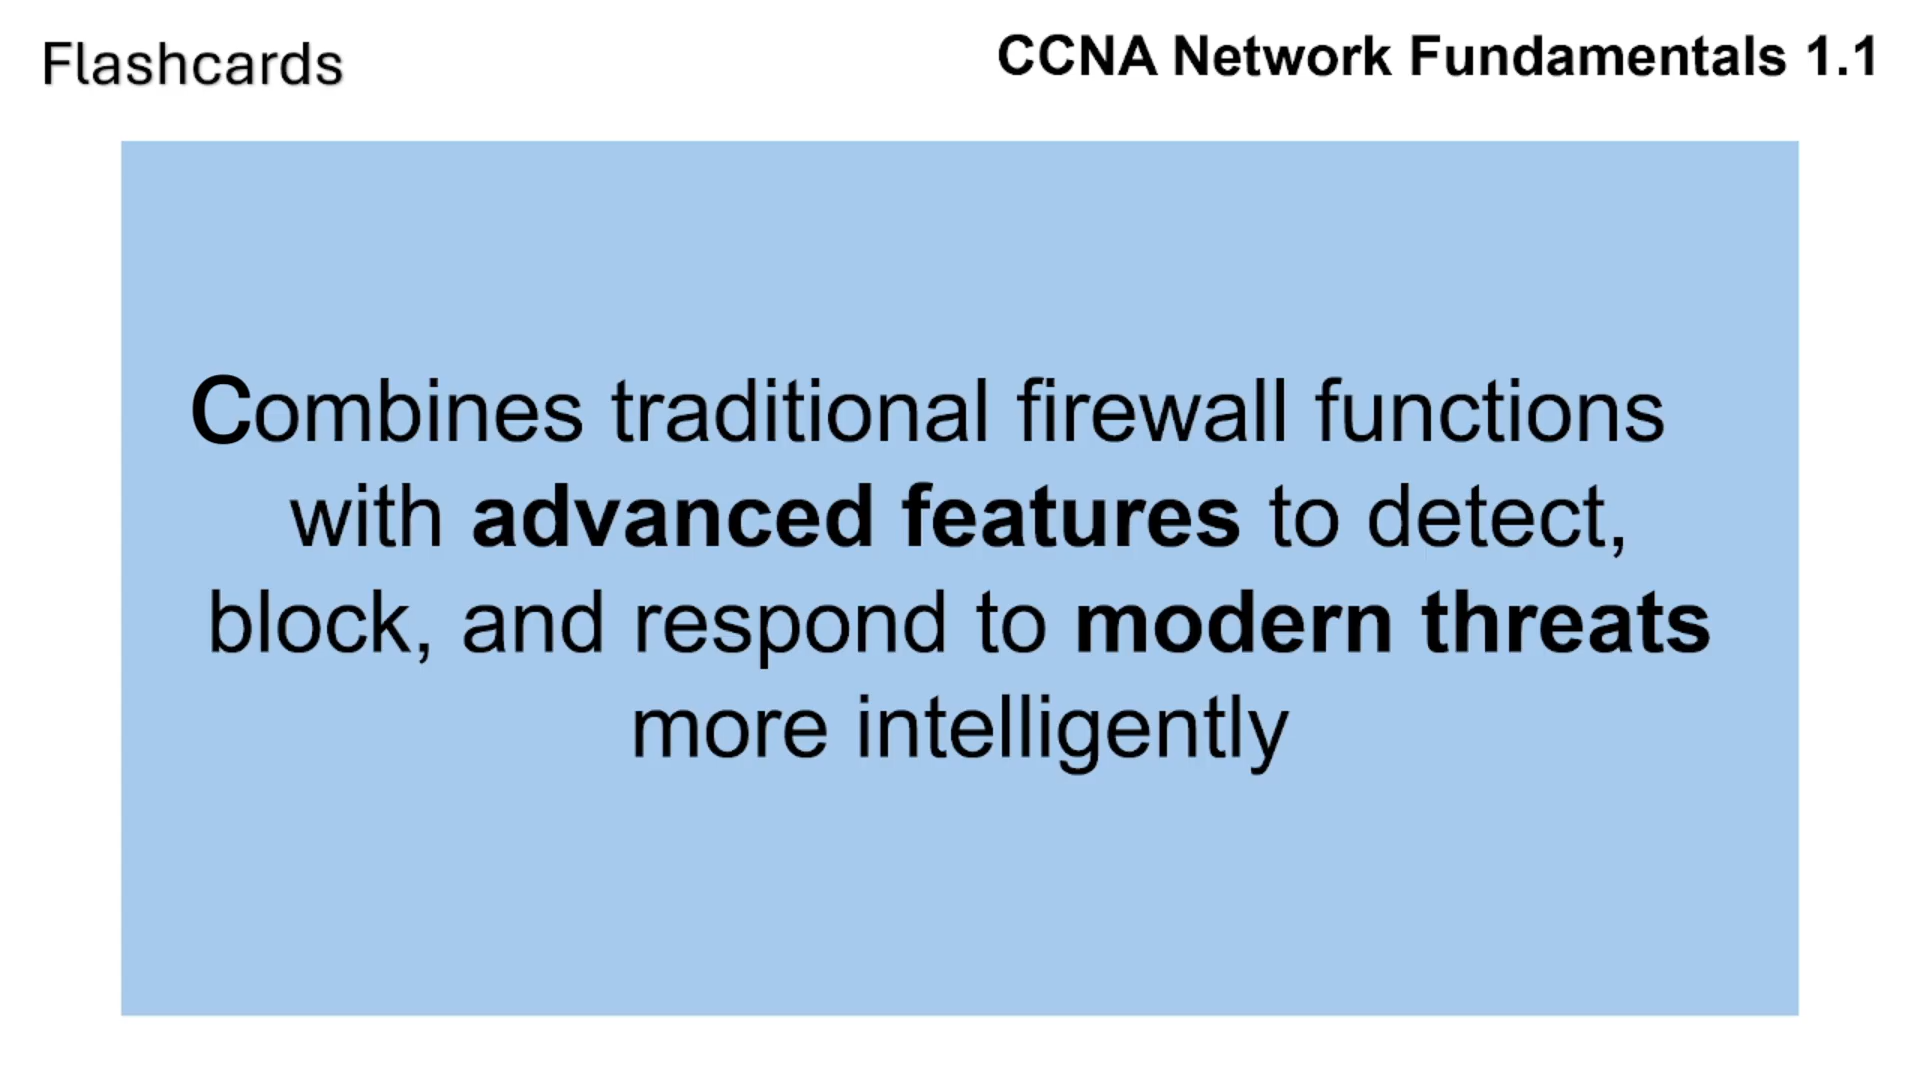 Flashcards
CCNA Network Fundamentals 1.1
Combines traditional firewall functions
with advanced features to detect,
block, and respond to modern threats
more intelligently